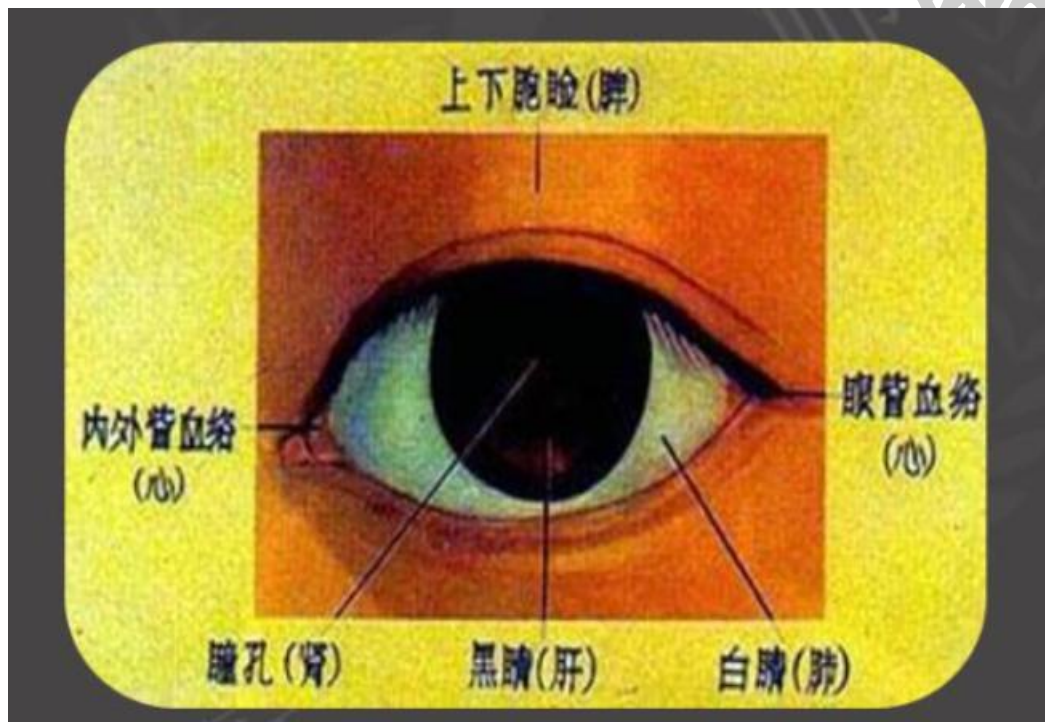 上下胞睑(脾)
内外眥血络
(心)
眼眥血络
(心)
瞳孔(肾)
黑睛(肝)
白睛(肺)